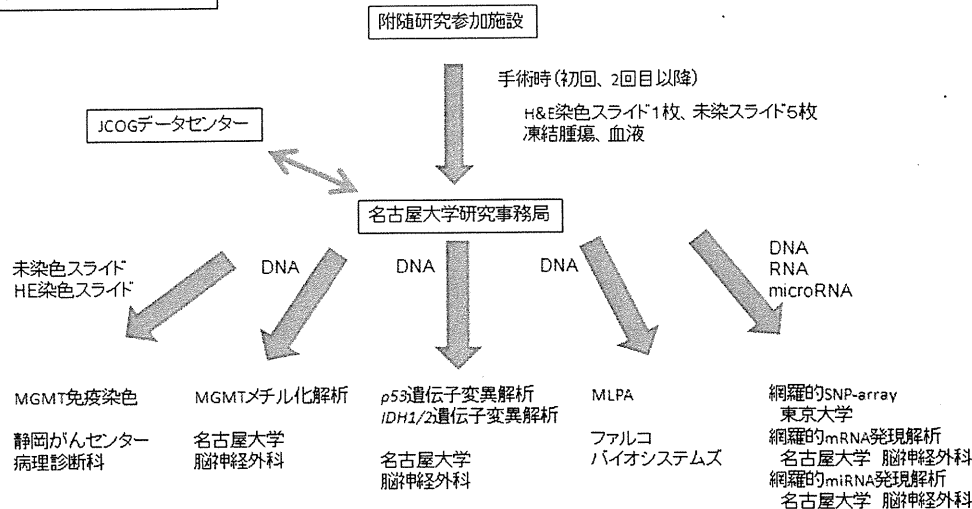 附随研究参加施設
手術時(初回、2回目以降)
H&E染色スライド1枚、未染スライド5枚
凍結腫瘍、血液
JCOGデータセンター
名古屋大学研究事務局
未染色スライド
HE染色スライド
DNA
DNA
DNA
DNA
RNA
microRNA
MGMT免疫染色
静岡がんセンター
病理診断科
MGMTメチル化解析
名古屋大学
脳神経外科
p53遺伝子変異解析
IDH1/2遺伝子変異解析
名古屋大学
脳神経外科
MLPA
ファルコ
バイオシステムズ
網羅的SNP-array
東京大学
網羅的mRNA発現解析
名古屋大学 脳神経外科
網羅的miRNA発現解析
名古屋大学 脳神経外科